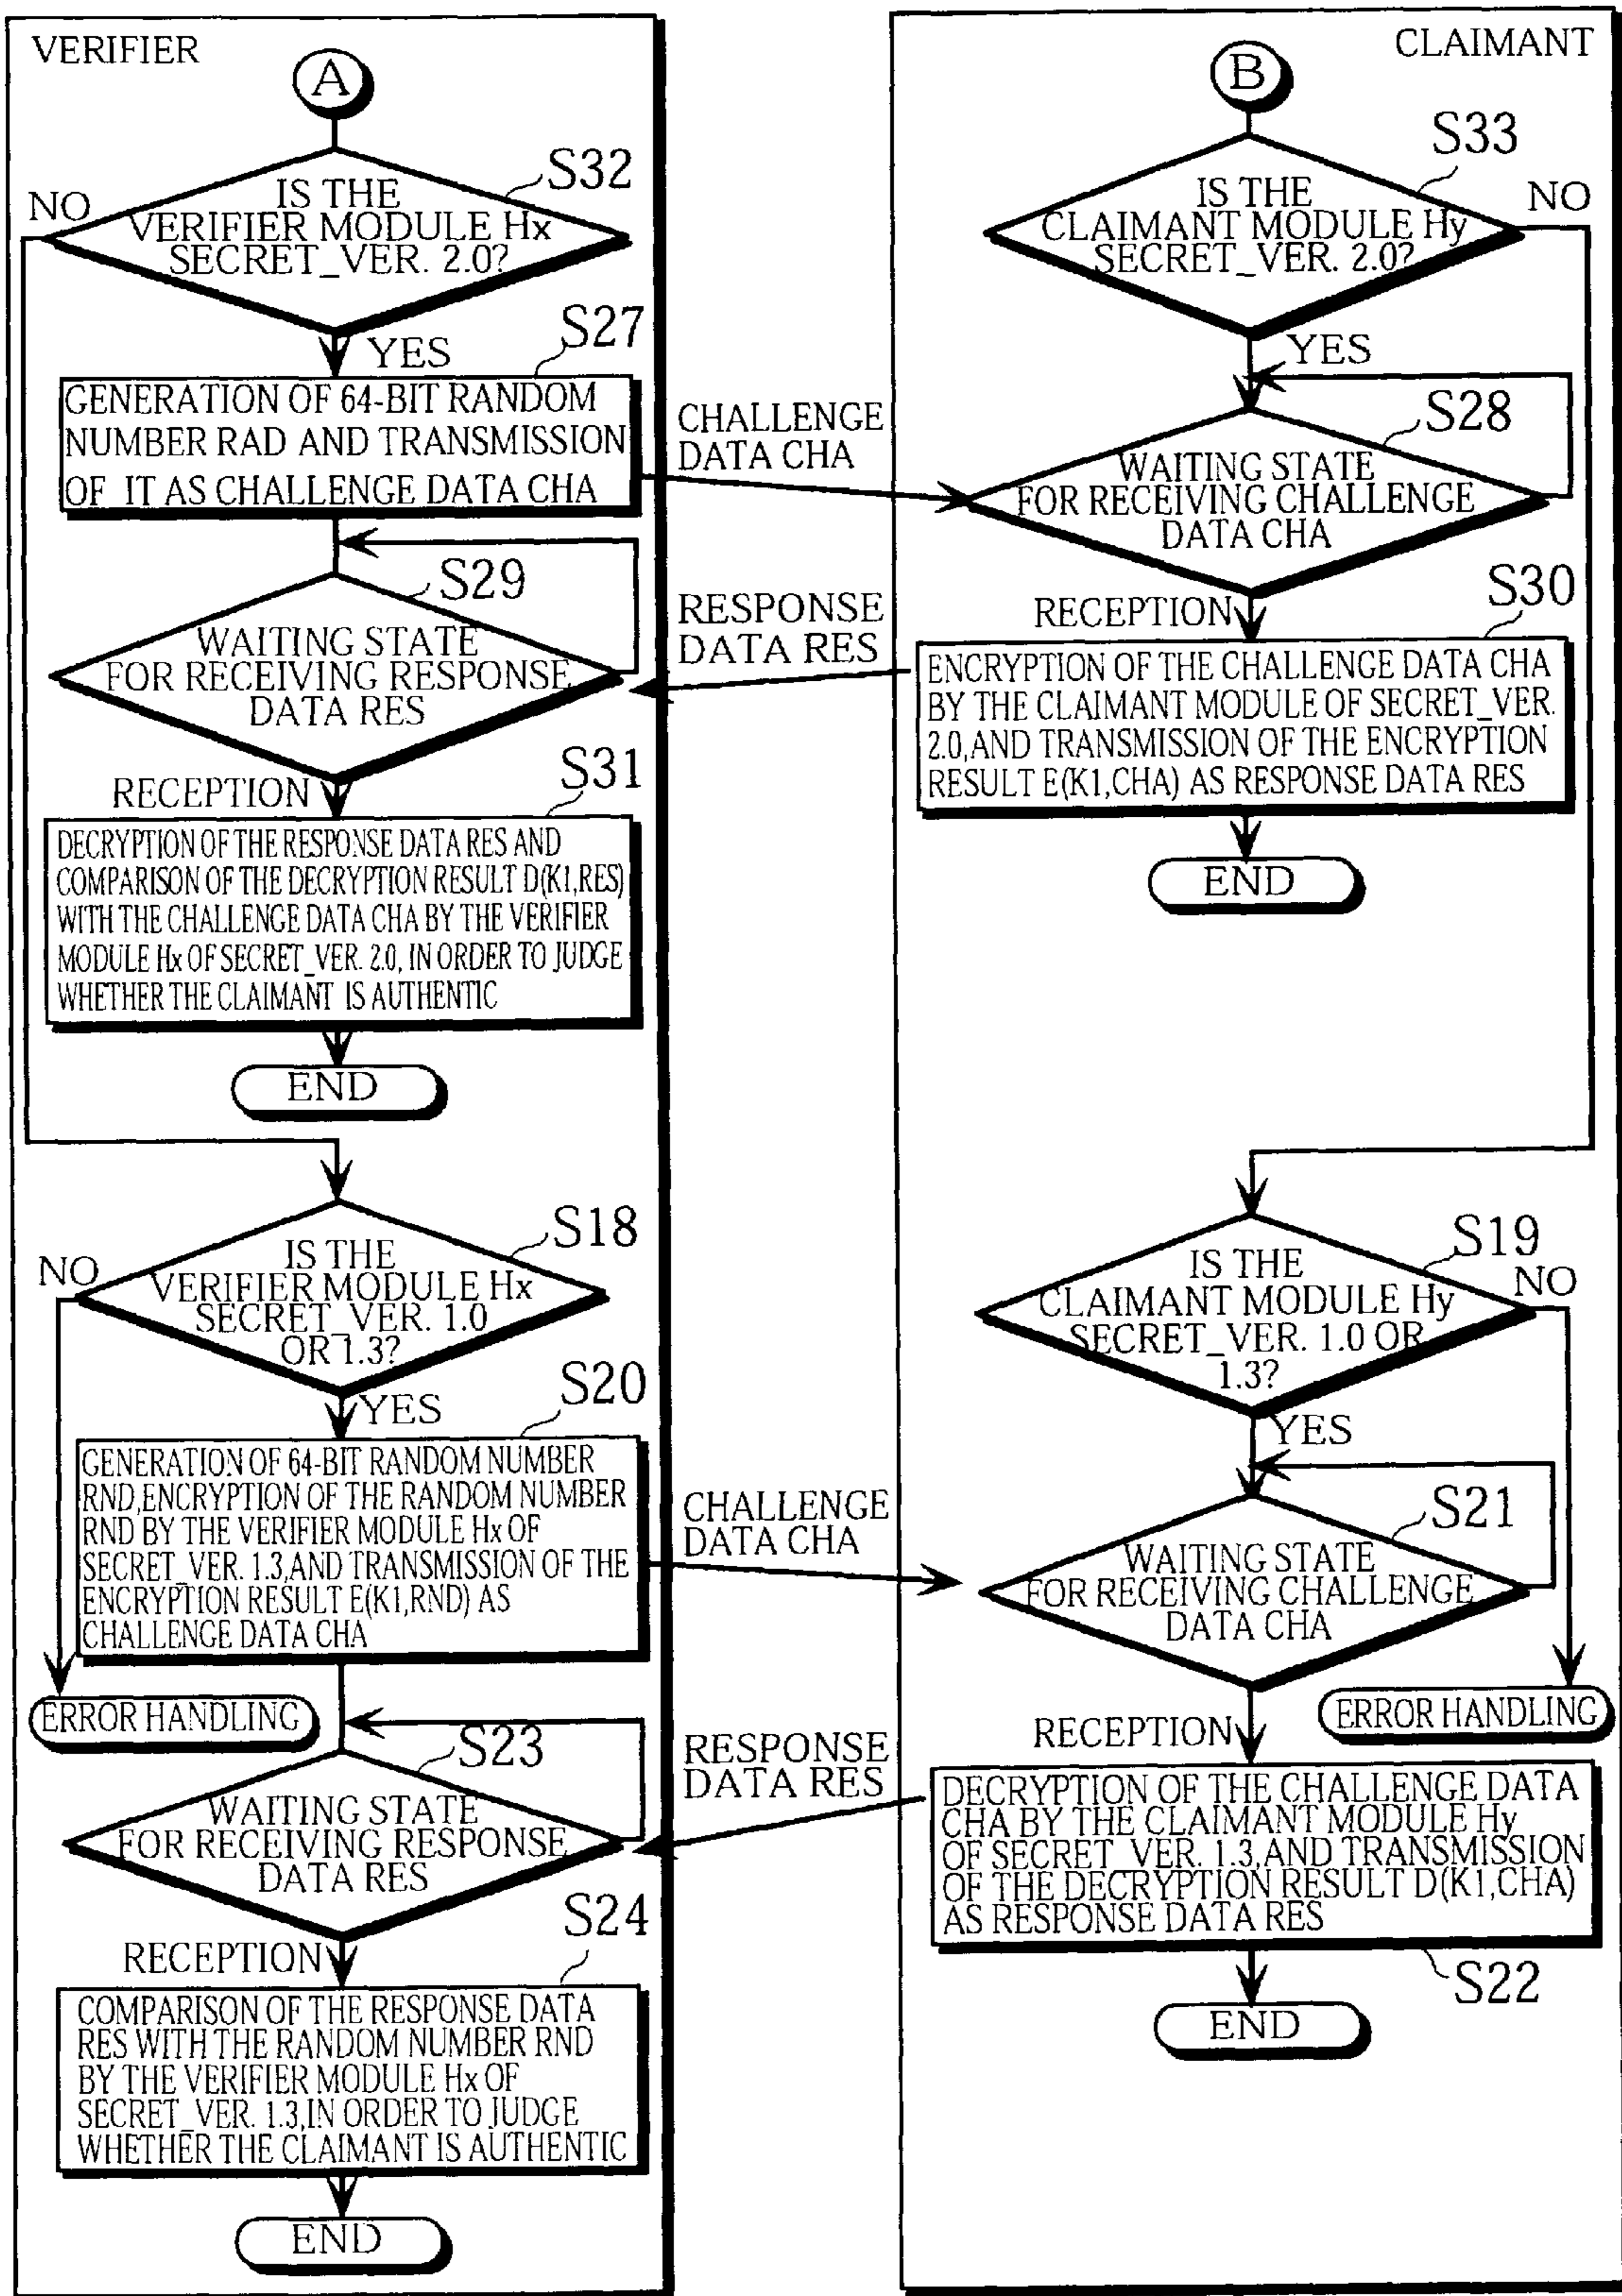 VERIFIER
A
S32
NO
IS THE
VERIFIER MODULE Hx
SECRET_VER. 2.0?
YES
S27
GENERATION OF 64-BIT RANDOM
NUMBER RAD AND TRANSMISSION
OF IT AS CHALLENGE DATA CHA
S29
WAITING STATE
FOR RECEIVING RESPONSE
DATA RES
RECEPTION
S31
DECRYPTION OF THE RESPONSE DATA RES AND
COMPARISON OF THE DECRYPTION RESULT D(K1,RES)
WITH THE CHALLENGE DATA CHA BY THE VERIFIER
MODULE Hx OF SECRET_VER. 2.0, IN ORDER TO JUDGE
WHETHER THE CLAIMANT IS AUTHENTIC
END
S18
NO
IS THE
VERIFIER MODULE Hx
SECRET_VER. 1.0
OR 1.3?
YES
S20
GENERATION OF 64-BIT RANDOM NUMBER
RND,ENCRYPTION OF THE RANDOM NUMBER
RND BY THE VERIFIER MODULE Hx OF
SECRET_VER. 1.3,AND TRANSMISSION OF THE
ENCRYPTION RESULT E(K1,RND) AS
CHALLENGE DATA CHA
ERROR HANDLING
S23
WAITING STATE
FOR RECEIVING RESPONSE
DATA RES
RECEPTION
S24
COMPARISON OF THE RESPONSE DATA
RES WITH THE RANDOM NUMBER RND
BY THE VERIFIER MODULE Hx OF
SECRET_VER. 1.3,IN ORDER TO JUDGE
WHETHER THE CLAIMANT IS AUTHENTIC
END
CHALLENGE
DATA CHA
RESPONSE
DATA RES
CHALLENGE
DATA CHA
RESPONSE
DATA RES
CLAIMANT
B
S33
IS THE
CLAIMANT MODULE Hy
SECRET_VER. 2.0?
NO
YES
S28
WAITING STATE
FOR RECEIVING CHALLENGE
DATA CHA
RECEPTION
S30
ENCRYPTION OF THE CHALLENGE DATA CHA
BY THE CLAIMANT MODULE OF SECRET_VER.
2.0,AND TRANSMISSION OF THE ENCRYPTION
RESULT E(K1,CHA) AS RESPONSE DATA RES
END
S19
IS THE
CLAIMANT MODULE Hy
SECRET_VER. 1.0 OR
1.3?
NO
YES
S21
WAITING STATE
FOR RECEIVING CHALLENGE
DATA CHA
RECEPTION
ERROR HANDLING
DECRYPTION OF THE CHALLENGE DATA
CHA BY THE CLAIMANT MODULE Hy
OF SECRET_VER. 1.3,AND TRANSMISSION
OF THE DECRYPTION RESULT D(K1,CHA)
AS RESPONSE DATA RES
S22
END